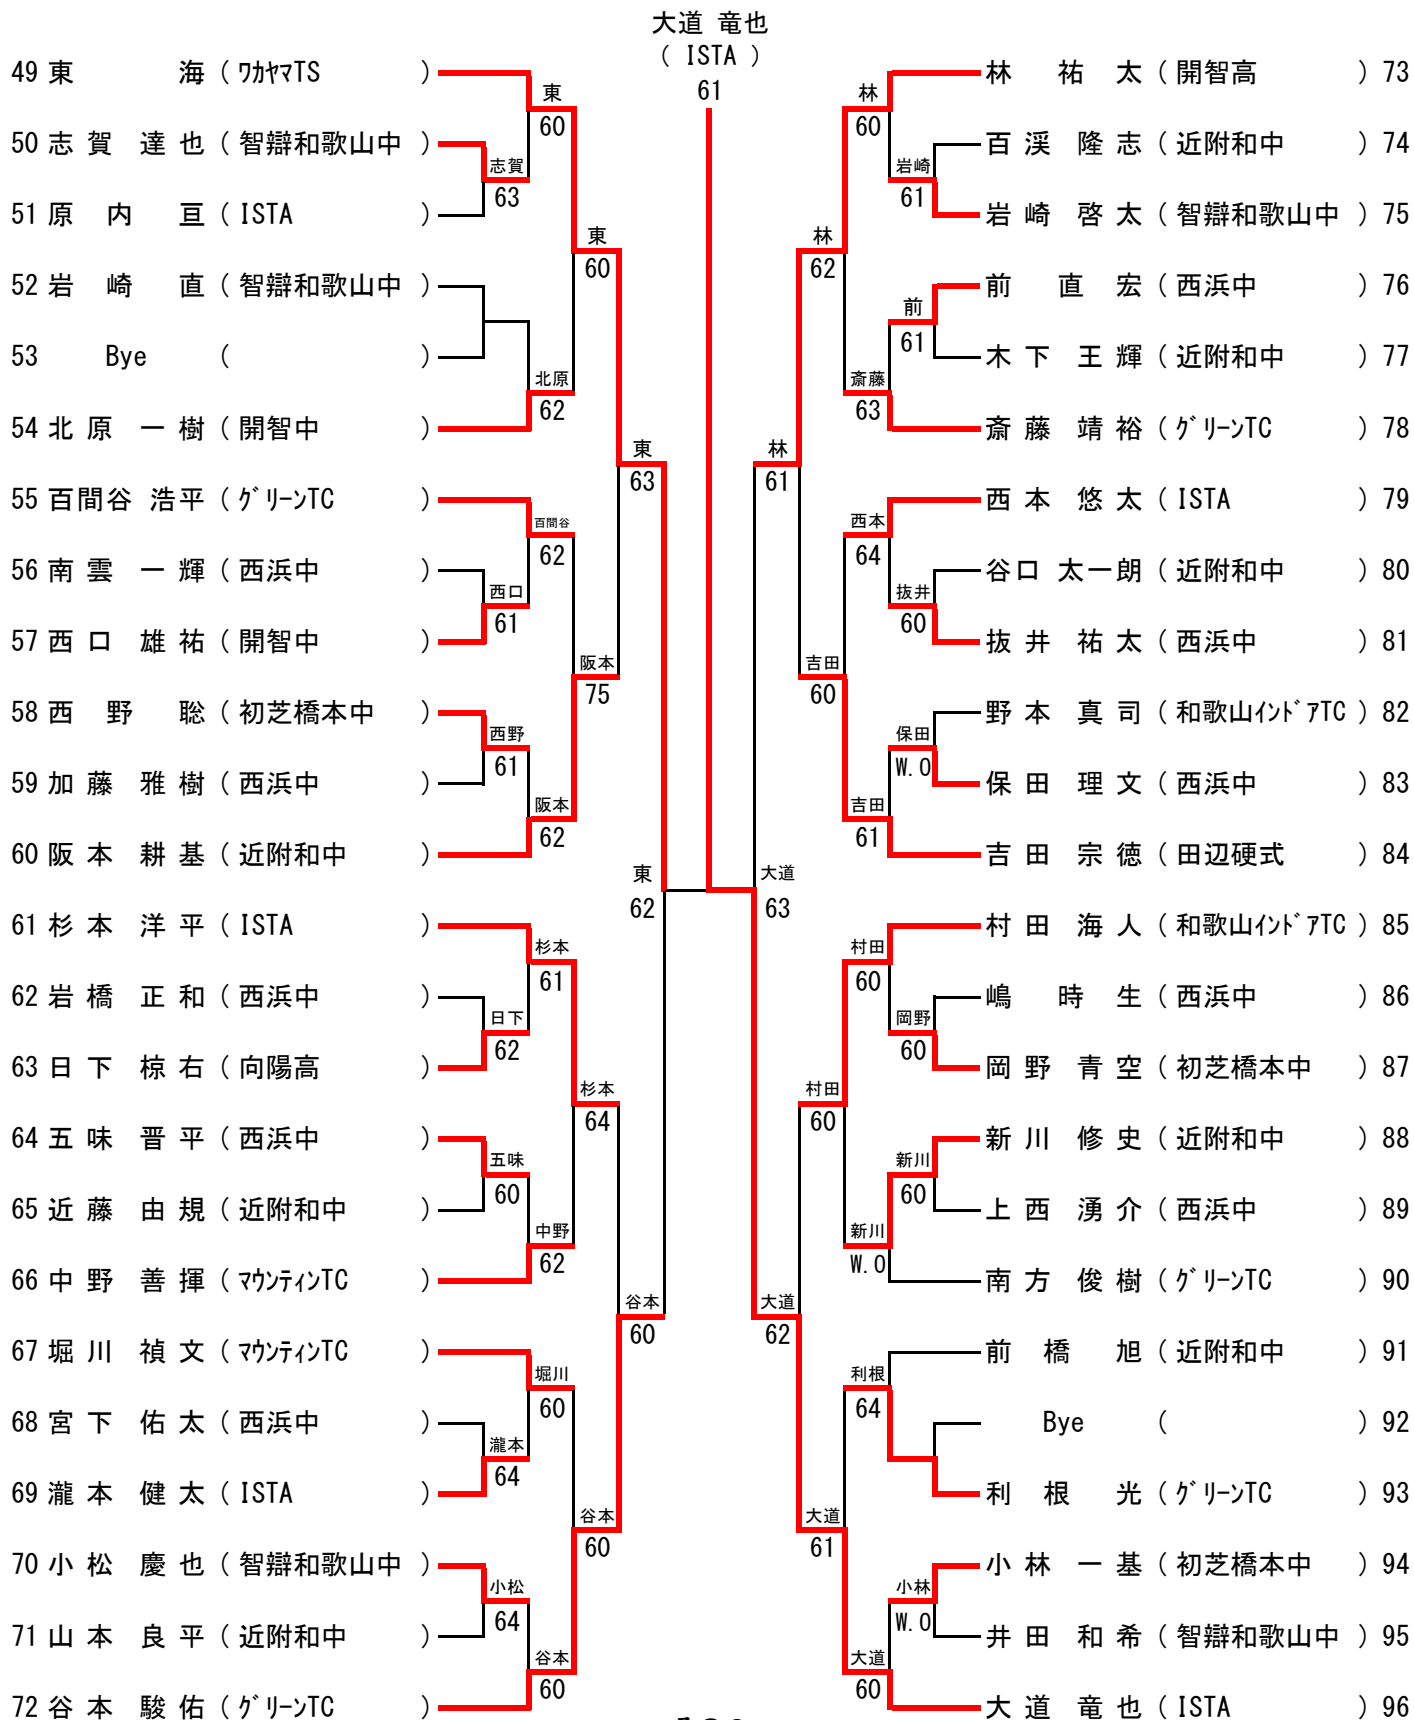 大道 竜也
( ISTA )
61
49 東 海 ( ワカヤマTS )
50 志賀 達也 ( 智辯和歌山中 )
51 原内 亘 ( ISTA )
52 岩崎 直 ( 智辯和歌山中 )
53 Bye ( )
54 北原 一樹 ( 開智中 )
55 百間谷 浩平 ( グリーンTC )
56 南雲 一輝 ( 西浜中 )
57 西口 雄祐 ( 開智中 )
58 西野 聡 ( 初芝橋本中 )
59 加藤 雅樹 ( 西浜中 )
60 阪本 耕基 ( 近附和中 )
61 杉本 洋平 ( ISTA )
62 岩橋 正和 ( 西浜中 )
63 日下 椋右 ( 向陽高 )
64 五味 晋平 ( 西浜中 )
65 近藤 由規 ( 近附和中 )
66 中野 善揮 ( マウンティンTC )
67 堀川 禎文 ( マウンティンTC )
68 宮下 佑太 ( 西浜中 )
69 瀧本 健太 ( ISTA )
70 小松 慶也 ( 智辯和歌山中 )
71 山本 良平 ( 近附和中 )
72 谷本 駿佑 ( グリーンTC )
志賀
63
西口
61
西野
61
日下
62
五味
60
瀧本
64
小松
64
東
60
北原
62
百間谷
62
阪本
62
杉本
61
中野
62
堀川
60
谷本
60
東
60
阪本
75
杉本
64
谷本
60
東
63
谷本
60
東
62
大道
63
林
61
大道
62
林
62
吉田
60
村田
60
大道
61
林
60
斎藤
63
西本
64
吉田
61
村田
60
新川
W.O
利根
64
大道
60
岩崎
61
前
61
抜井
60
保田
W.O
岡野
60
新川
60
小林
W.O
林 祐太 ( 開智高 ) 73
百渓 隆志 ( 近附和中 ) 74
岩崎 啓太 ( 智辯和歌山中 ) 75
前 直宏 ( 西浜中 ) 76
木下 王輝 ( 近附和中 ) 77
斎藤 靖裕 ( グリーンTC ) 78
西本 悠太 ( ISTA ) 79
谷口 太一朗 ( 近附和中 ) 80
抜井 祐太 ( 西浜中 ) 81
野本 真司 ( 和歌山インドアTC ) 82
保田 理文 ( 西浜中 ) 83
吉田 宗徳 ( 田辺硬式 ) 84
村田 海人 ( 和歌山インドアTC ) 85
嶋 時生 ( 西浜中 ) 86
岡野 青空 ( 初芝橋本中 ) 87
新川 修史 ( 近附和中 ) 88
上西 湧介 ( 西浜中 ) 89
南方 俊樹 ( グリーンTC ) 90
前橋 旭 ( 近附和中 ) 91
Bye ( ) 92
利根 光 ( グリーンTC ) 93
小林 一基 ( 初芝橋本中 ) 94
井田 和希 ( 智辯和歌山中 ) 95
大道 竜也 ( ISTA ) 96